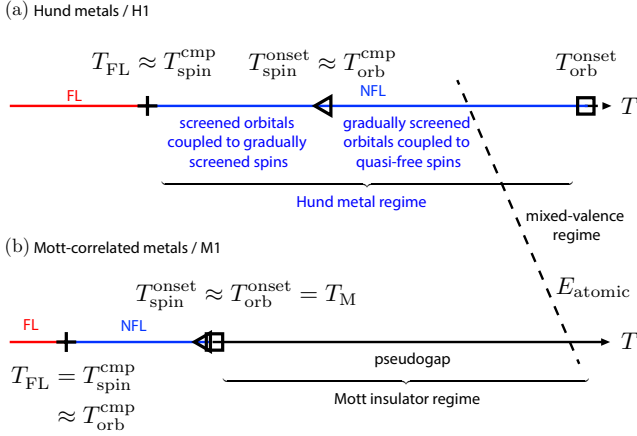 (a) Hund metals / H1
T_FL ≈ T_spin^cmp
T_spin^onset ≈ T_orb^cmp
T_orb^onset
FL
NFL
T
screened orbitals
coupled to gradually
screened spins
gradually screened
orbitals coupled to
quasi-free spins
Hund metal regime
mixed-valence
regime
(b) Mott-correlated metals / M1
T_spin^onset ≈ T_orb^onset = T_M
E_atomic
FL
NFL
T
pseudogap
T_FL = T_spin^cmp
≈ T_orb^cmp
Mott insulator regime